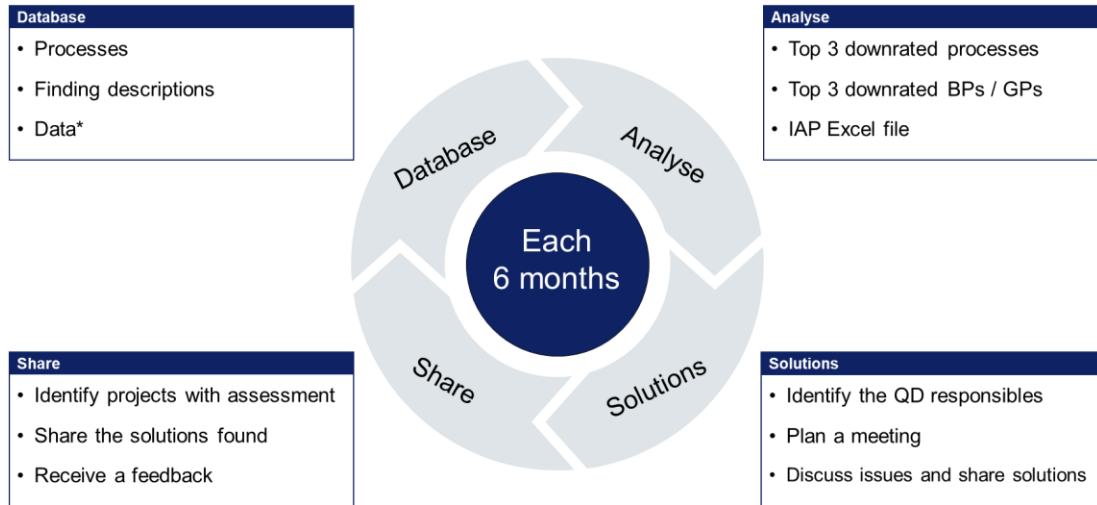 Database
• Processes
• Finding descriptions
• Data*
Analyse
• Top 3 downrated processes
• Top 3 downrated BPs / GPs
• IAP Excel file
Database
Analyse
Each
6 months
Share
Solutions
Share
• Identify projects with assessment
• Share the solutions found
• Receive a feedback
Solutions
• Identify the QD responsibles
• Plan a meeting
• Discuss issues and share solutions